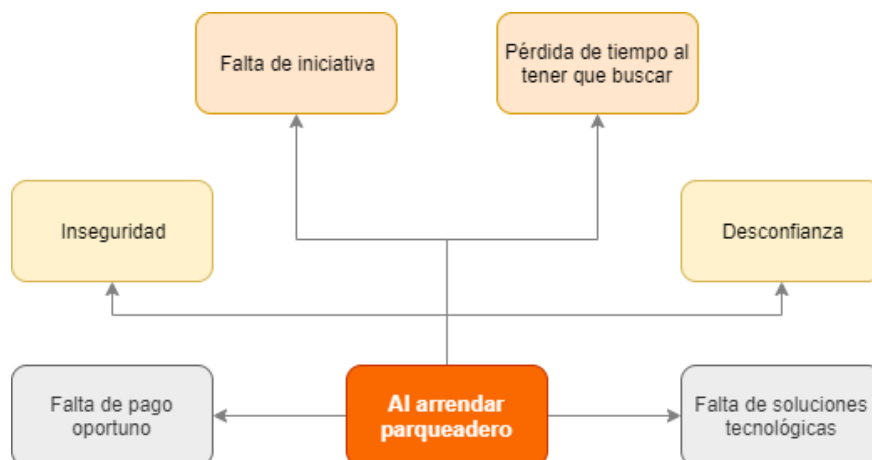 Falta de iniciativa
Pérdida de tiempo al
tener que buscar
Inseguridad
Desconfianza
Falta de pago
oportuno
Al arrendar
parqueadero
Falta de soluciones
tecnológicas